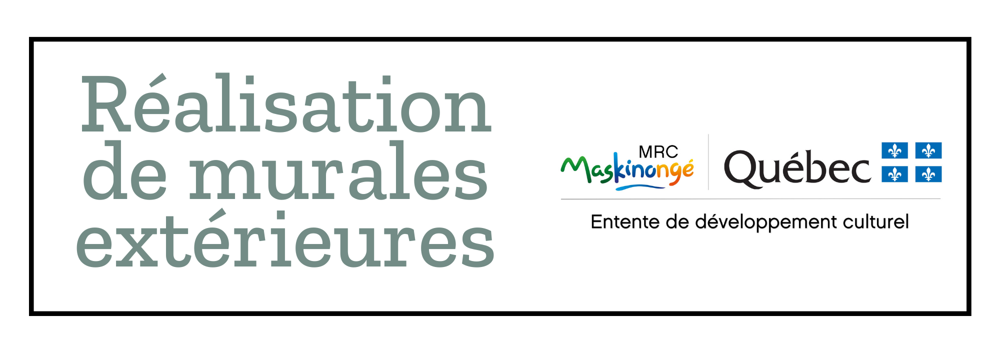 Réalisation
de murales
extérieures
MRC
Maskinongé
Québec
Entente de développement culturel